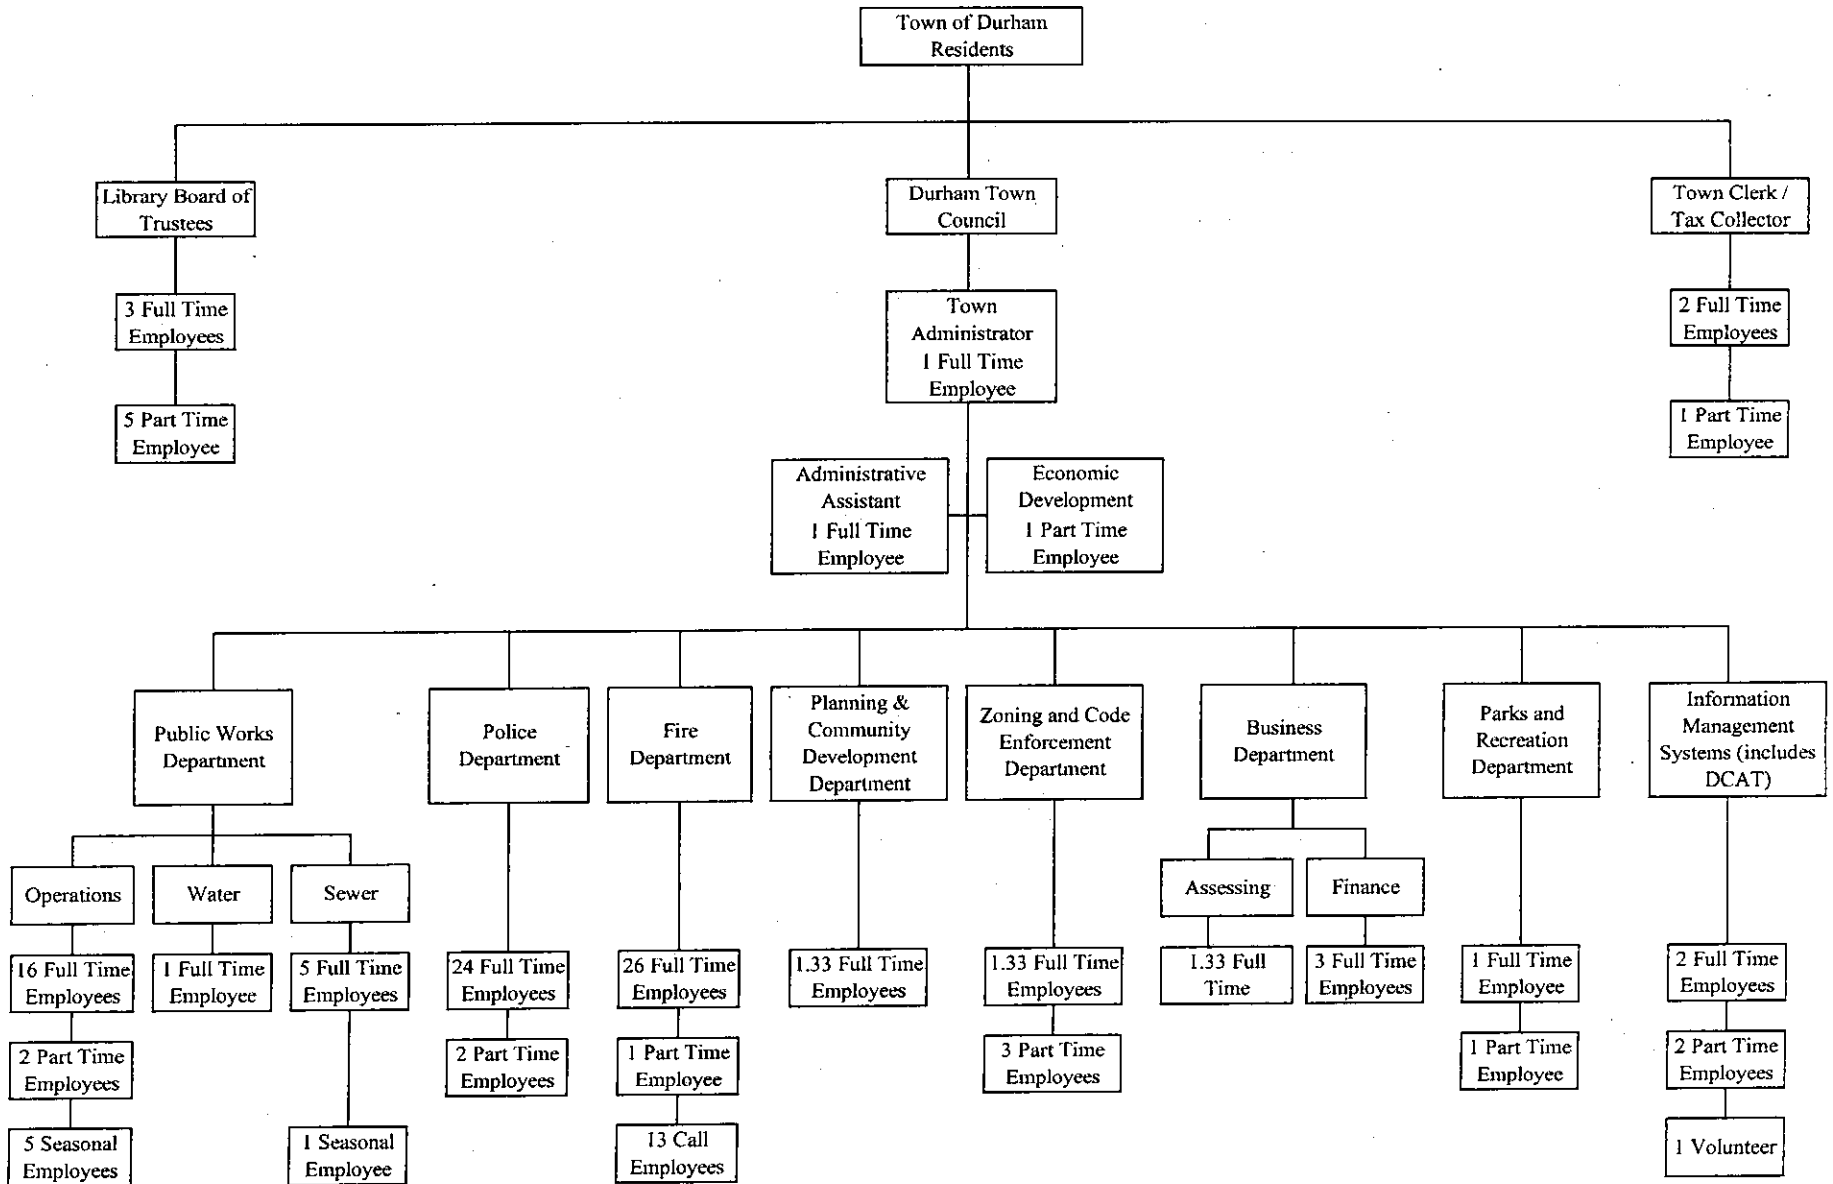 Town of Durham
Residents
Library Board of
Trustees
3 Full Time
Employees
5 Part Time
Employee
Durham Town
Council
Town
Administrator
1 Full Time
Employee
Administrative
Assistant
1 Full Time
Employee
Economic
Development
1 Part Time
Employee
Town Clerk /
Tax Collector
2 Full Time
Employees
1 Part Time
Employee
Public Works
Department
Operations
16 Full Time
Employees
2 Part Time
Employees
5 Seasonal
Employees
Water
1 Full Time
Employee
Sewer
5 Full Time
Employees
1 Seasonal
Employee
Police
Department
24 Full Time
Employees
2 Part Time
Employees
Fire
Department
26 Full Time
Employees
1 Part Time
Employee
13 Call
Employees
Planning &
Community
Development
Department
1.33 Full Time
Employees
Zoning and Code
Enforcement
Department
1.33 Full Time
Employees
3 Part Time
Employees
Business
Department
Assessing
1.33 Full
Time
Finance
3 Full Time
Employees
Parks and
Recreation
Department
1 Full Time
Employee
1 Part Time
Employee
Information
Management
Systems (includes
DCAT)
2 Full Time
Employees
2 Part Time
Employees
1 Volunteer